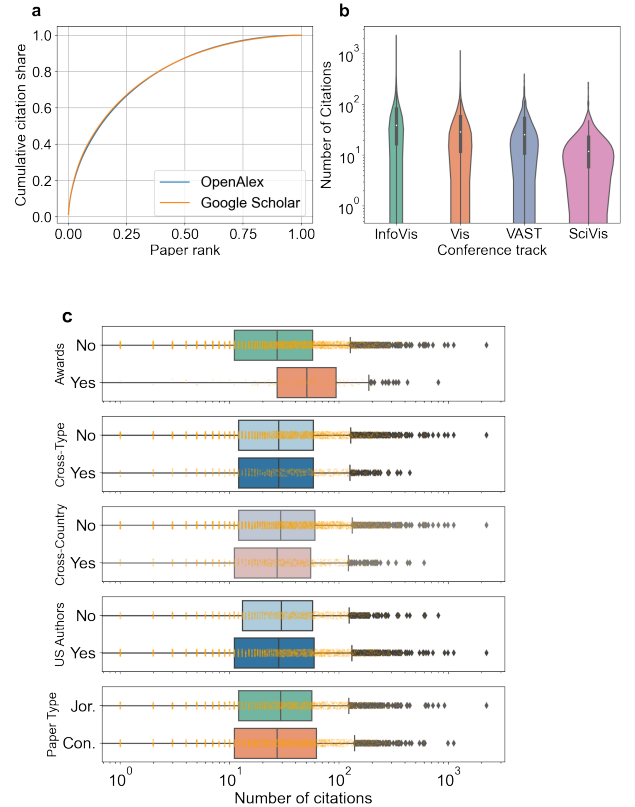 a
Cumulative citation share
1.0
0.8
0.6
0.4
0.2
0.0
OpenAlex
Google Scholar
0.00 0.25 0.50 0.75 1.00
Paper rank
b
Number of Citations
10³
10²
10¹
10⁰
InfoVis Vis VAST SciVis
Conference track
c
Awards
No
Yes
Cross-Type
No
Yes
Cross-Country
No
Yes
US Authors
No
Yes
Paper Type
Jor.
Con.
10⁰ 10¹ 10² 10³
Number of citations